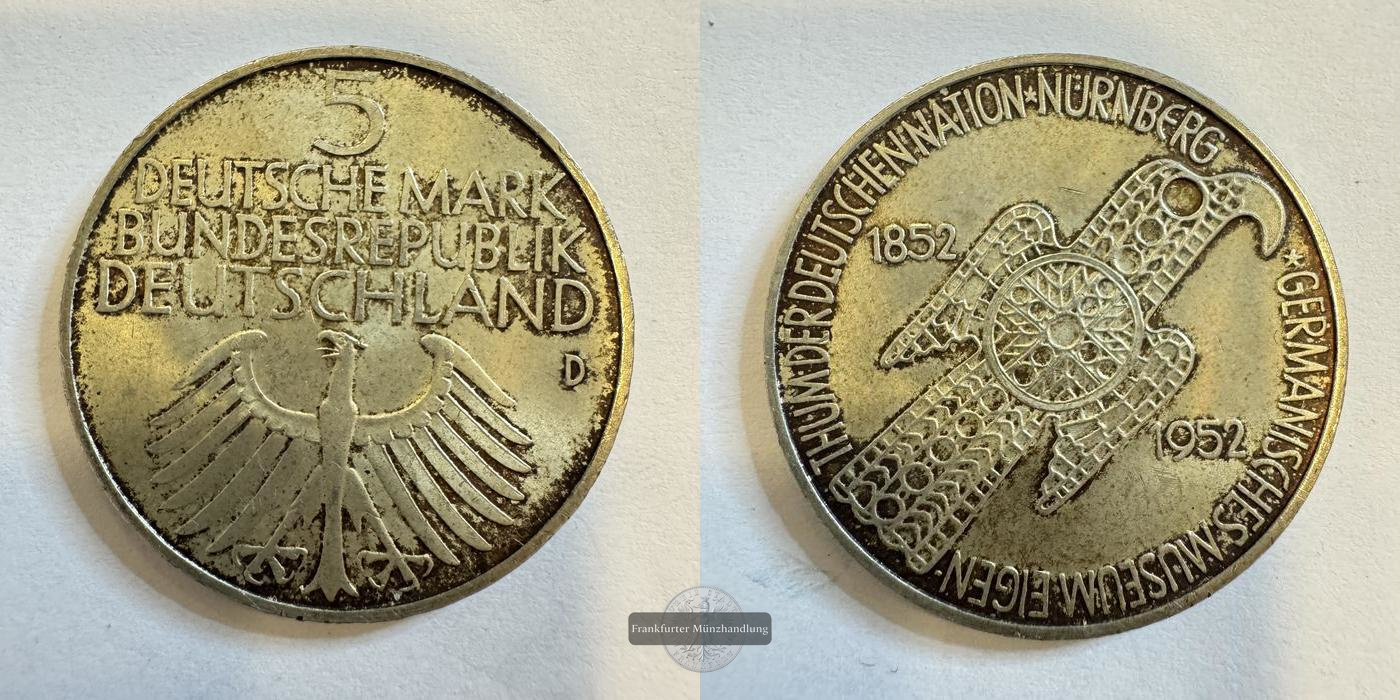 5
DEUTSCHE MARK
BUNDESREPUBLIK
DEUTSCHLAND
D
★GERMANISCHES·MUSEUM·EIGENTHUM·DER·DEUTSCHEN·NATION★NÜRNBERG
1852
1952
Frankfurter Münzhandlung